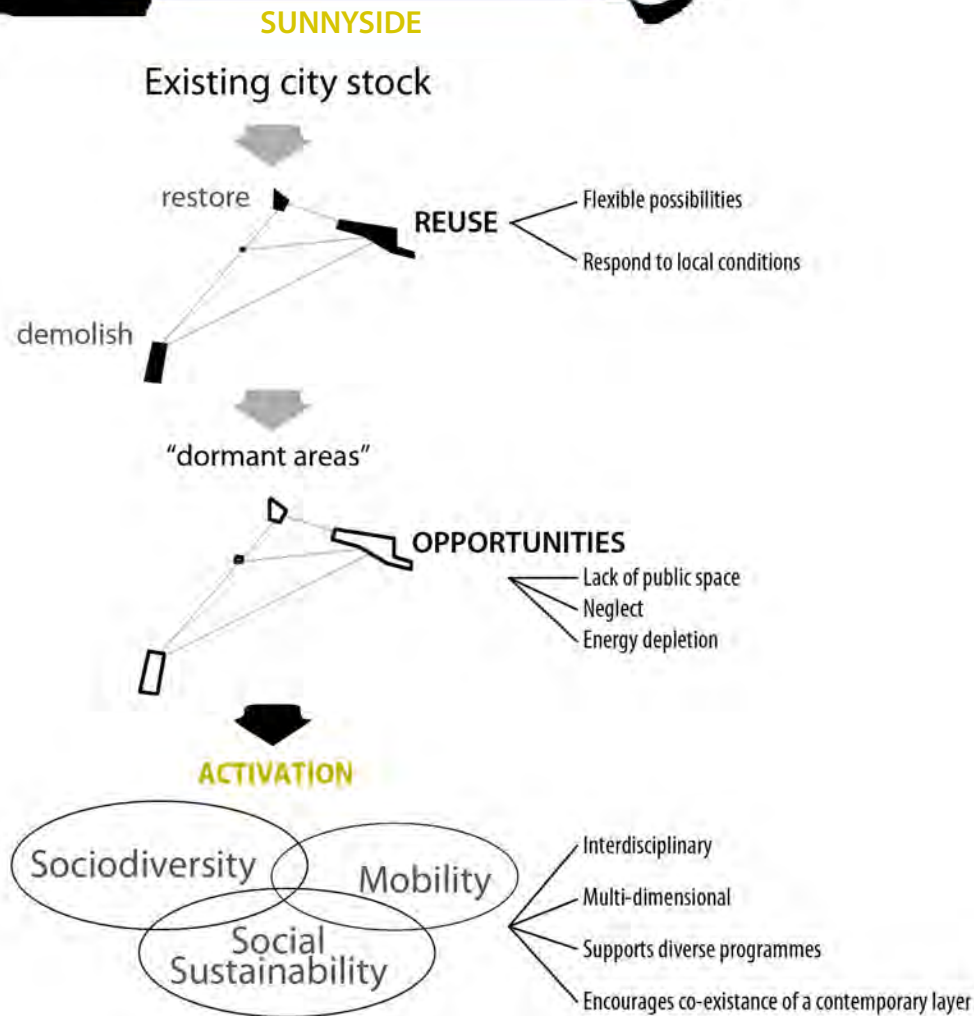 SUNNYSIDE
Existing city stock
restore
REUSE
Flexible possibilities
Respond to local conditions
demolish
“dormant areas”
OPPORTUNITIES
Lack of public space
Neglect
Energy depletion
ACTIVATION
Sociodiversity
Mobility
Social
Sustainability
Interdisciplinary
Multi-dimensional
Supports diverse programmes
Encourages co-existance of a contemporary layer